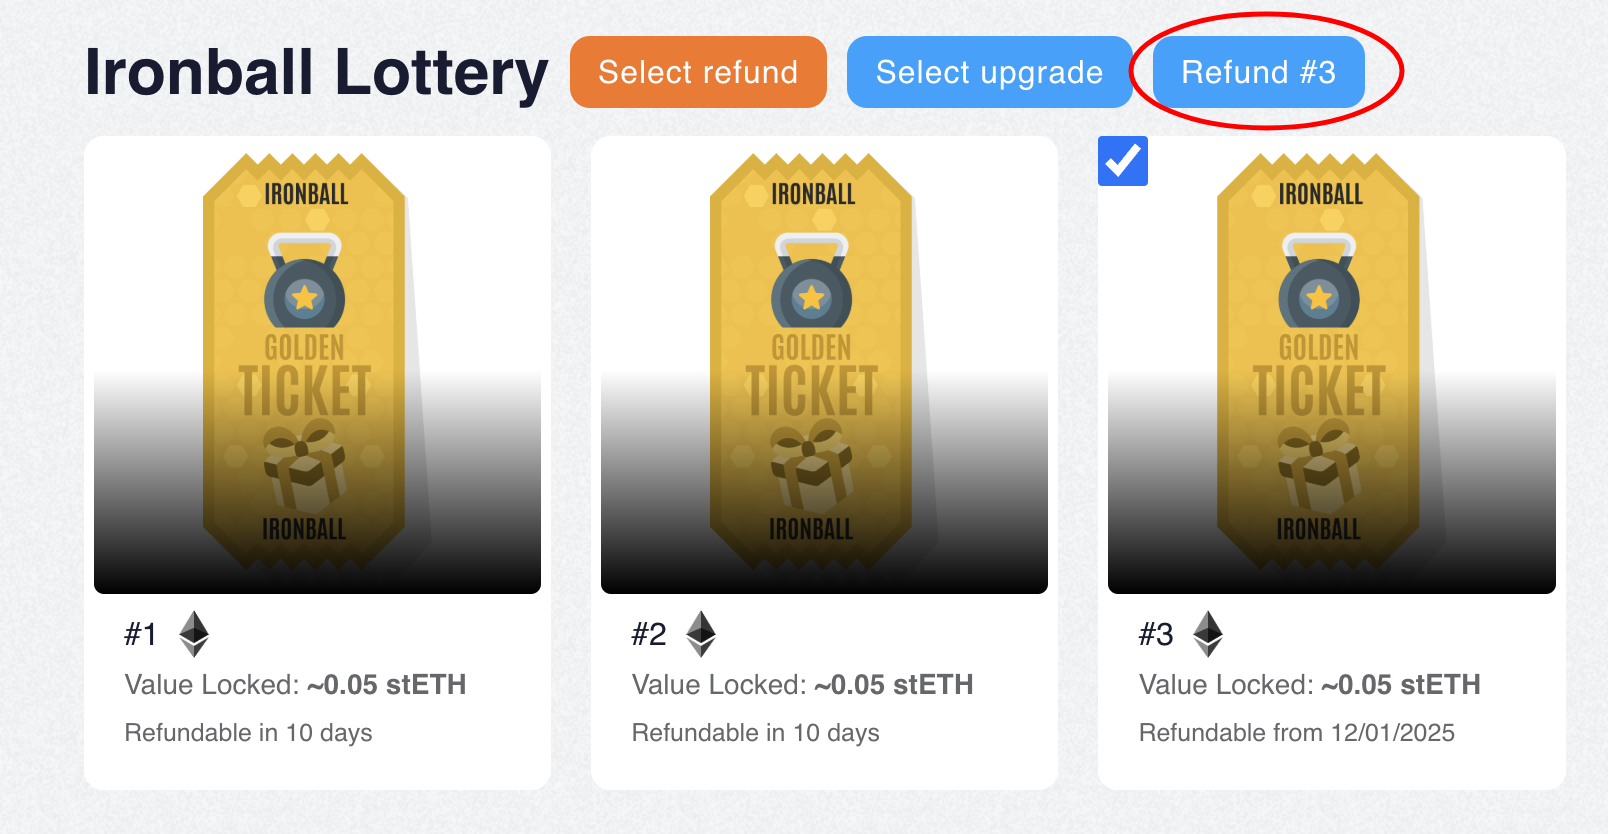 Ironball Lottery
Select refund
Select upgrade
Refund #3
IRONBALL
GOLDEN
TICKET
IRONBALL
#1
Value Locked: ~0.05 stETH
Refundable in 10 days
IRONBALL
GOLDEN
TICKET
IRONBALL
#2
Value Locked: ~0.05 stETH
Refundable in 10 days
IRONBALL
GOLDEN
TICKET
IRONBALL
#3
Value Locked: ~0.05 stETH
Refundable from 12/01/2025